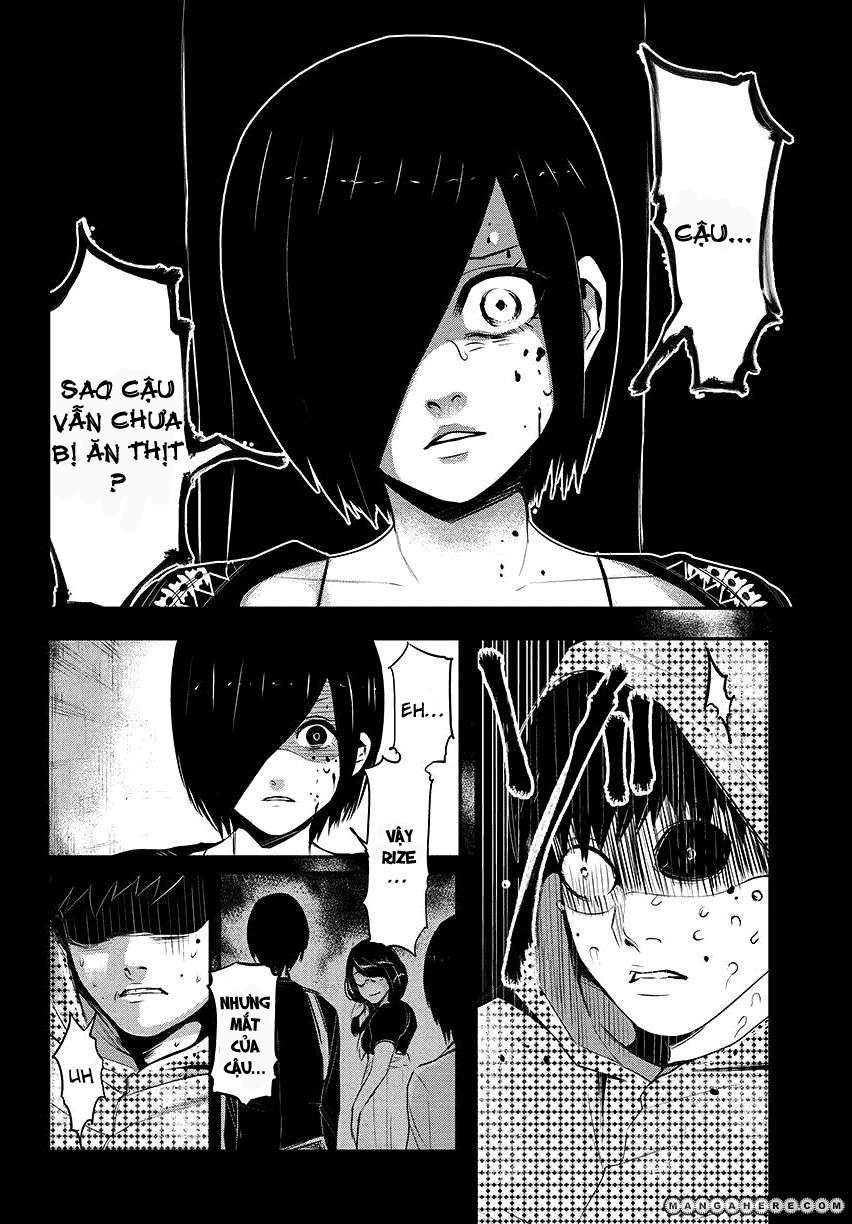 CẬU...
SAO CẬU
VẪN CHƯA
BỊ ĂN THỊT
?
EH...
VẬY
RIZE
...
NHƯNG
MẮT
CỦA
CẬU...
UH
MANGAHERE.COM